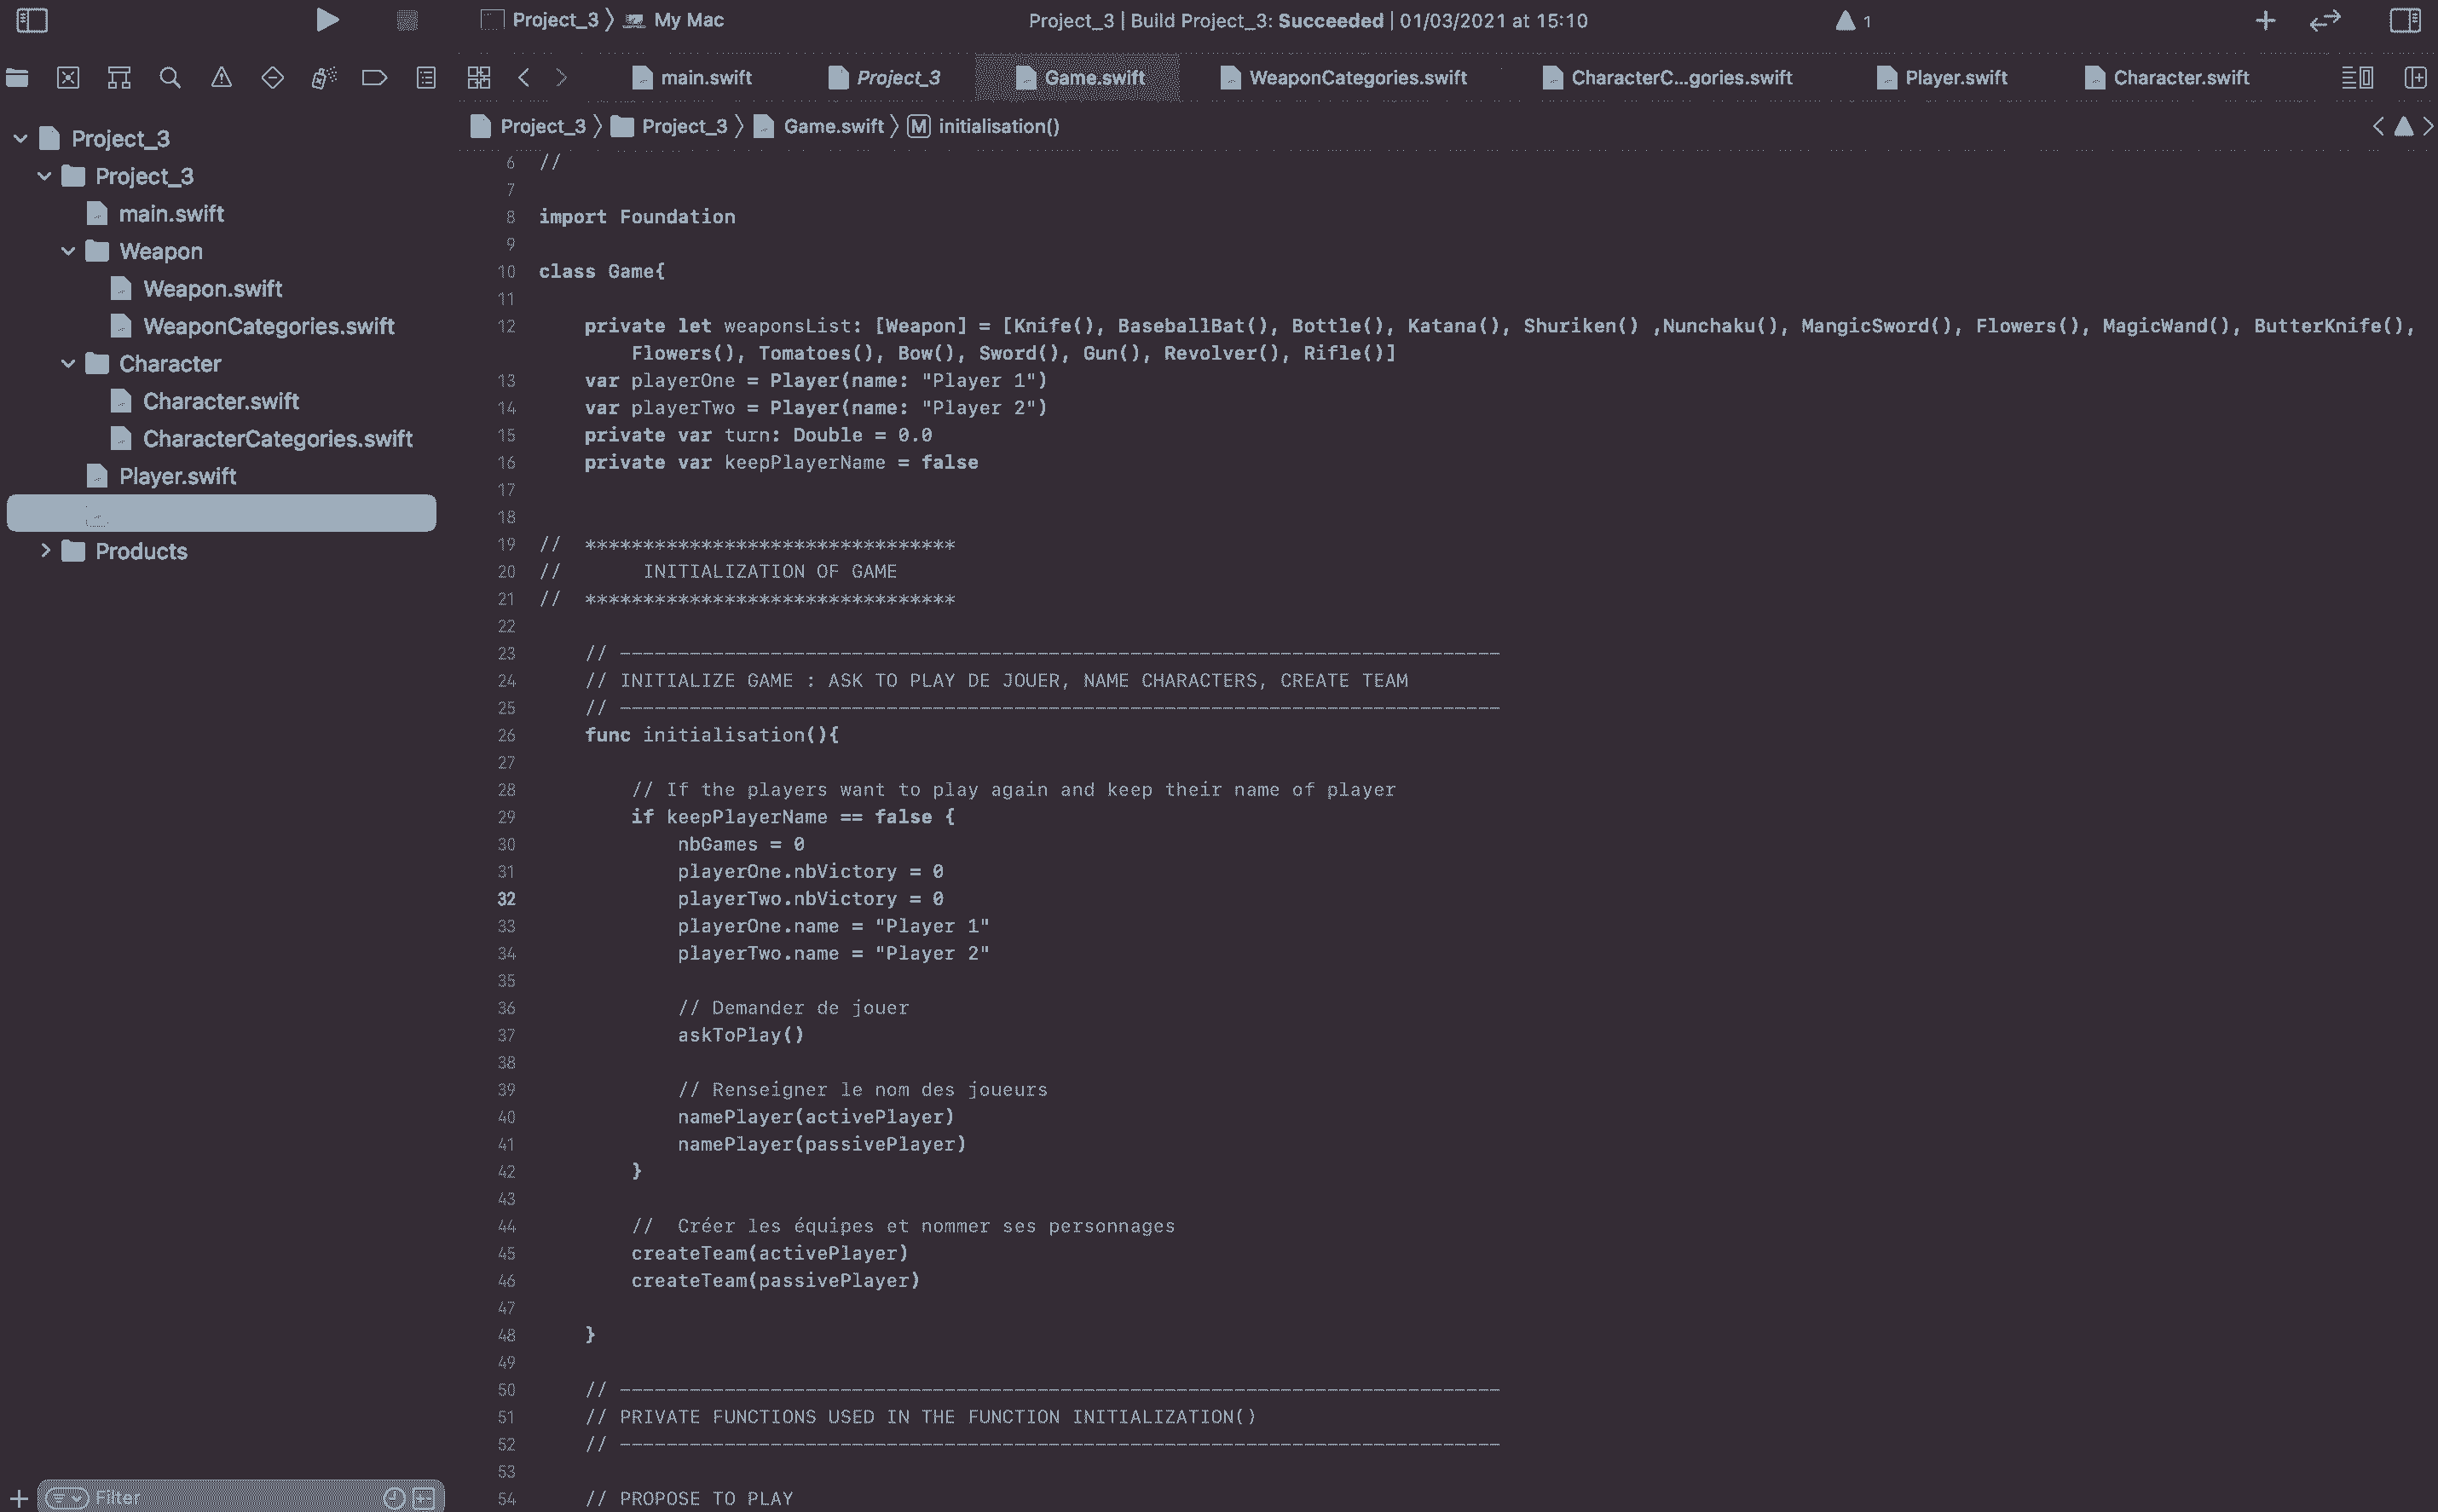 Project_3 〉 My Mac
Project_3 | Build Project_3: Succeeded | 01/03/2021 at 15:10
1
main.swift
Project_3
Game.swift
WeaponCategories.swift
CharacterC...gories.swift
Player.swift
Character.swift
Project_3 〉 Project_3 〉 Game.swift 〉 M initialisation()
Project_3
Project_3
main.swift
Weapon
Weapon.swift
WeaponCategories.swift
Character
Character.swift
CharacterCategories.swift
Player.swift
Products
Filter
6 //
7
8 import Foundation
9
10 class Game{
11
12 private let weaponsList: [Weapon] = [Knife(), BaseballBat(), Bottle(), Katana(), Shuriken() ,Nunchaku(), MangicSword(), Flowers(), MagicWand(), ButterKnife(),
Flowers(), Tomatoes(), Bow(), Sword(), Gun(), Revolver(), Rifle()]
13 var playerOne = Player(name: "Player 1")
14 var playerTwo = Player(name: "Player 2")
15 private var turn: Double = 0.0
16 private var keepPlayerName = false
17
18
19 // ********************************
20 // INITIALIZATION OF GAME
21 // ********************************
22
23 // ----------------------------------------------------------------------------
24 // INITIALIZE GAME : ASK TO PLAY DE JOUER, NAME CHARACTERS, CREATE TEAM
25 // ----------------------------------------------------------------------------
26 func initialisation(){
27
28 // If the players want to play again and keep their name of player
29 if keepPlayerName == false {
30 nbGames = 0
31 playerOne.nbVictory = 0
32 playerTwo.nbVictory = 0
33 playerOne.name = "Player 1"
34 playerTwo.name = "Player 2"
35
36 // Demander de jouer
37 askToPlay()
38
39 // Renseigner le nom des joueurs
40 namePlayer(activePlayer)
41 namePlayer(passivePlayer)
42 }
43
44 // Créer les équipes et nommer ses personnages
45 createTeam(activePlayer)
46 createTeam(passivePlayer)
47
48 }
49
50 // ----------------------------------------------------------------------------
51 // PRIVATE FUNCTIONS USED IN THE FUNCTION INITIALIZATION()
52 // ----------------------------------------------------------------------------
53
54 // PROPOSE TO PLAY